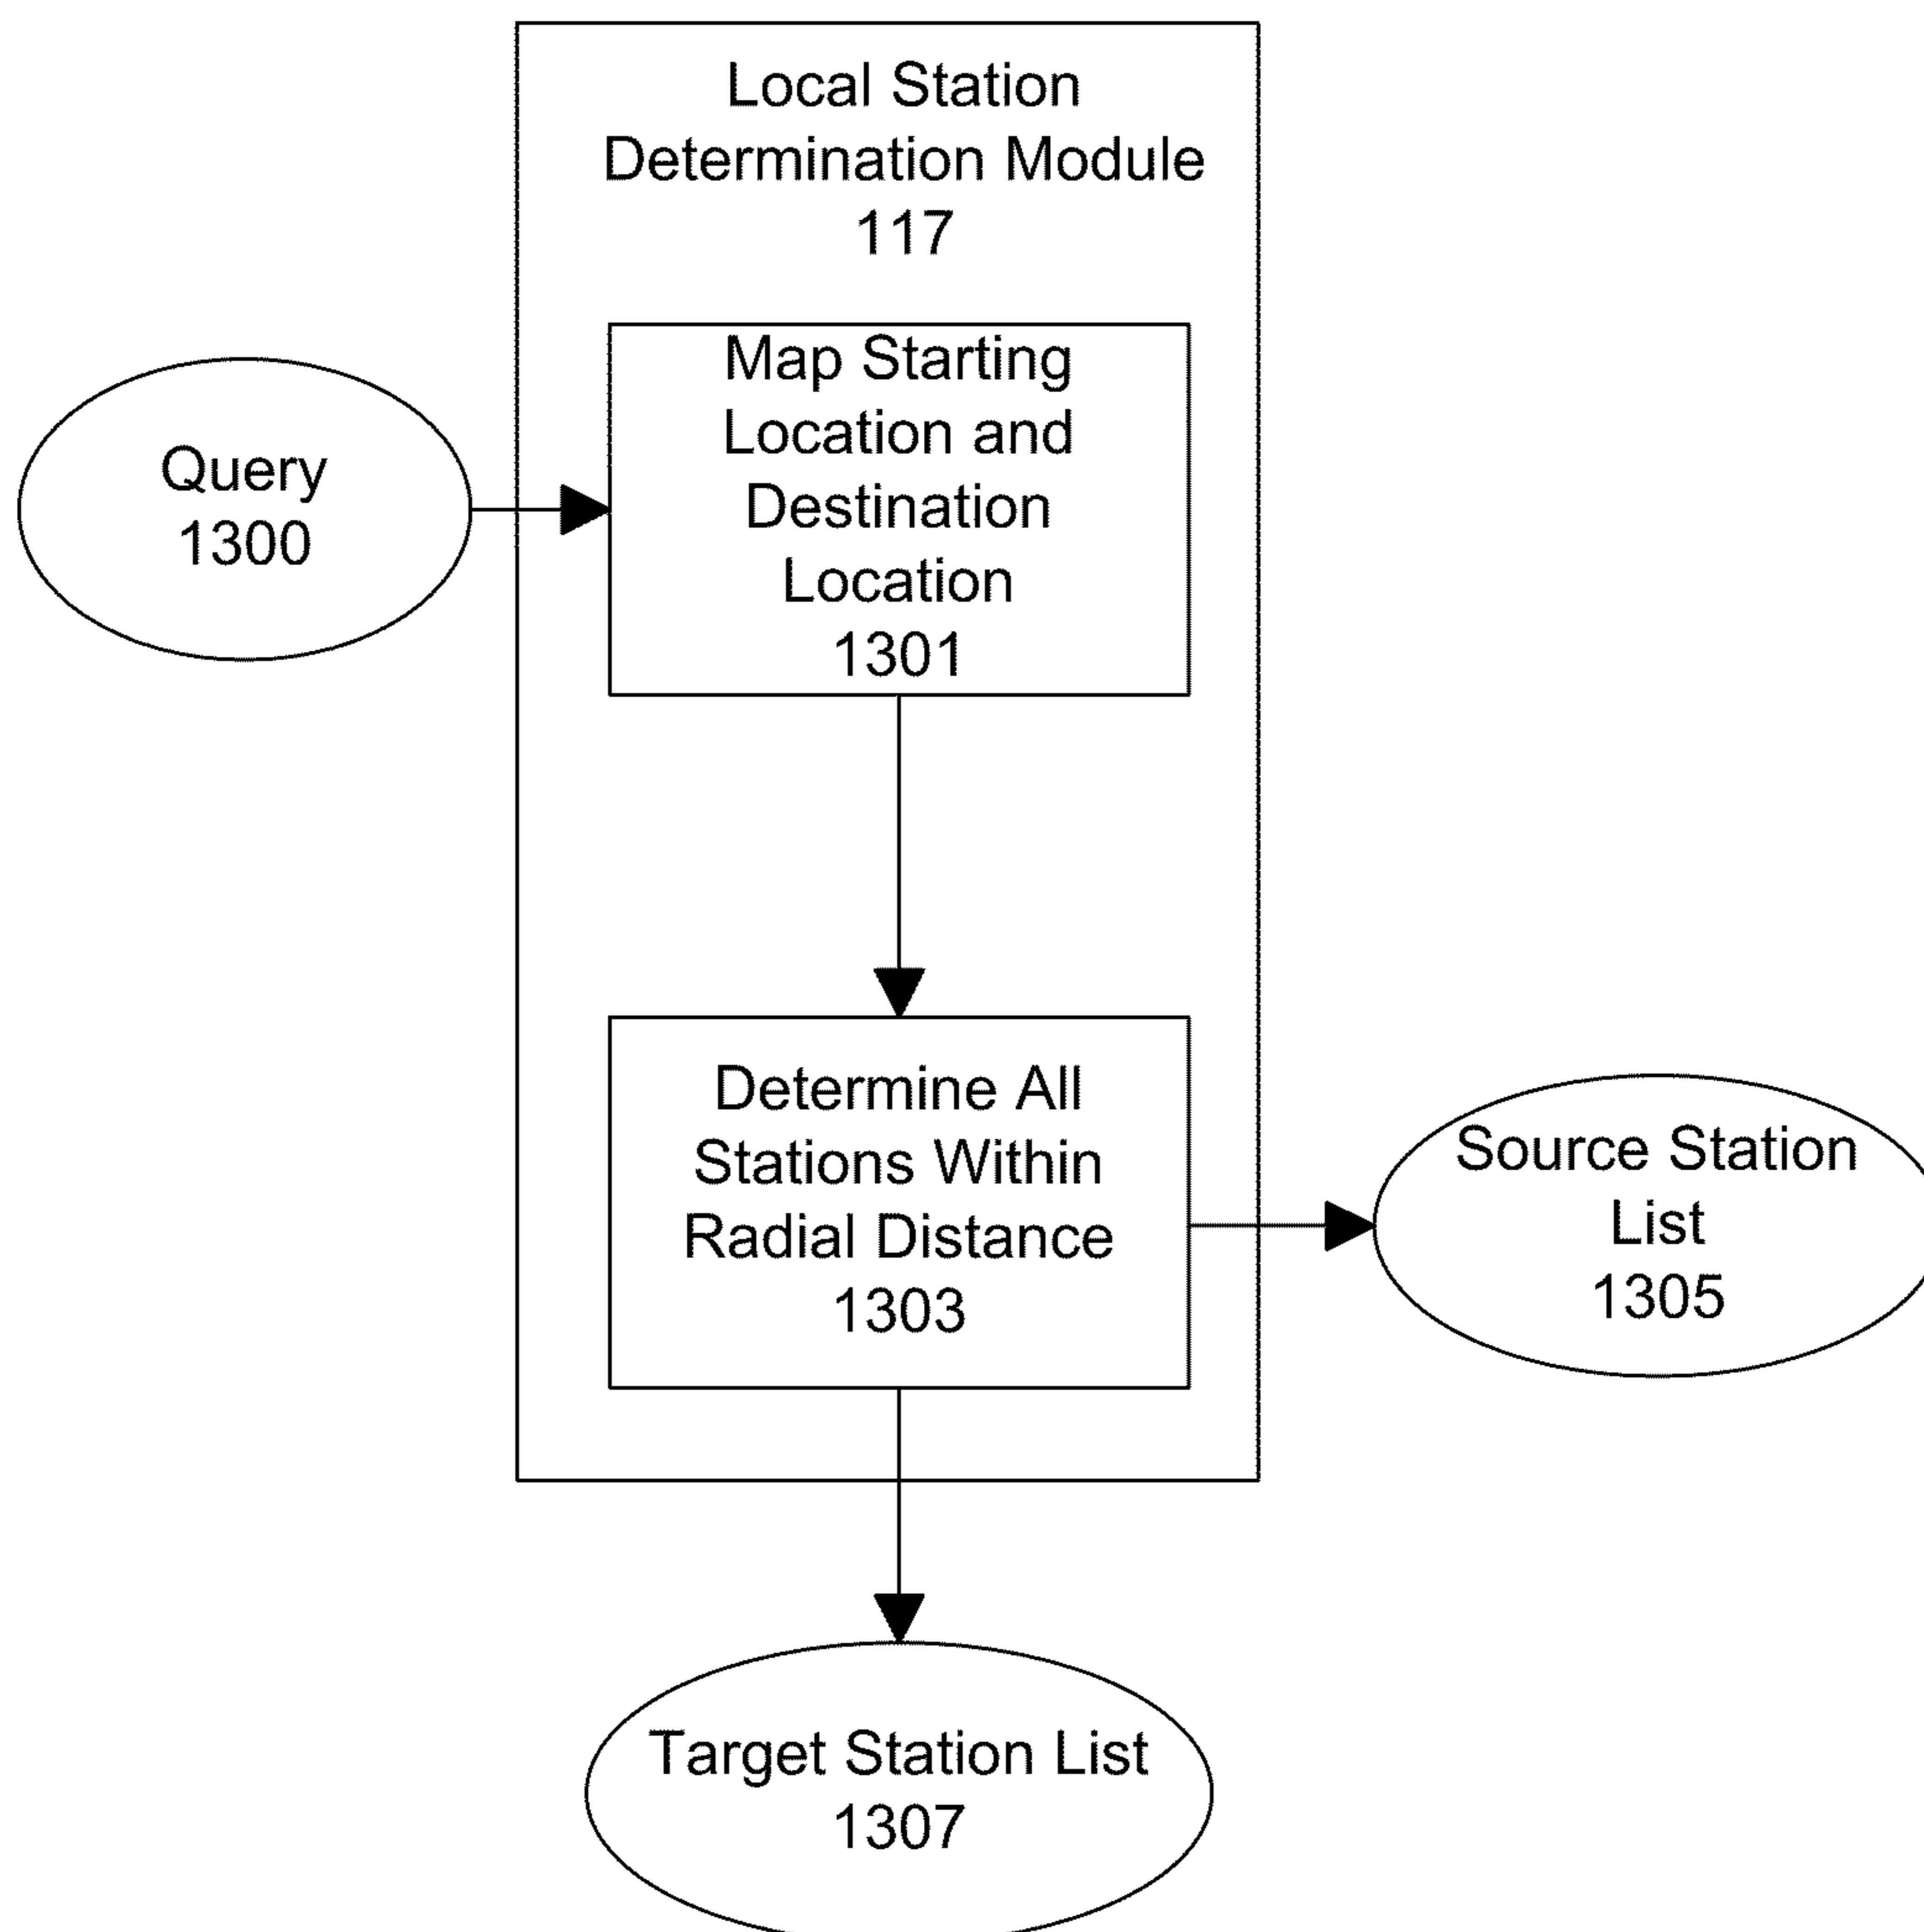 Local Station
Determination Module
117
Map Starting
Location and
Destination
Location
1301
Query
1300
Determine All
Stations Within
Radial Distance
1303
Source Station
List
1305
Target Station List
1307